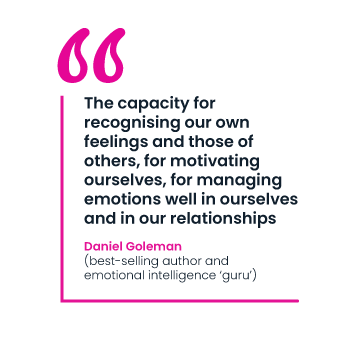 The capacity for
recognising our own
feelings and those of
others, for motivating
ourselves, for managing
emotions well in ourselves
and in our relationships
Daniel Goleman
(best-selling author and
emotional intelligence ‘guru’)